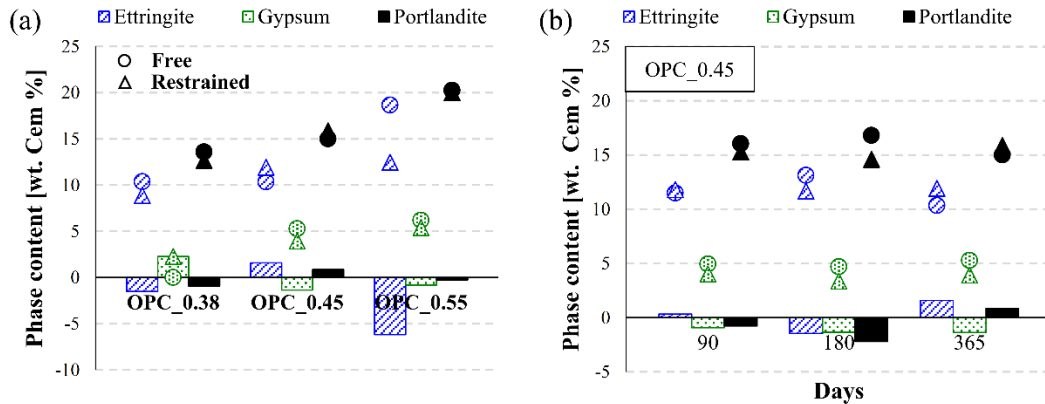 (a)
Ettringite Gypsum Portlandite
Phase content [wt. Cem %]
25
20
15
10
5
0
-5
-10
Free
Restrained
OPC_0.38 OPC_0.45 OPC_0.55
(b)
Ettringite Gypsum Portlandite
Phase content [wt. Cem %]
25
20
15
10
5
0
-5
OPC_0.45
90 180 365
Days